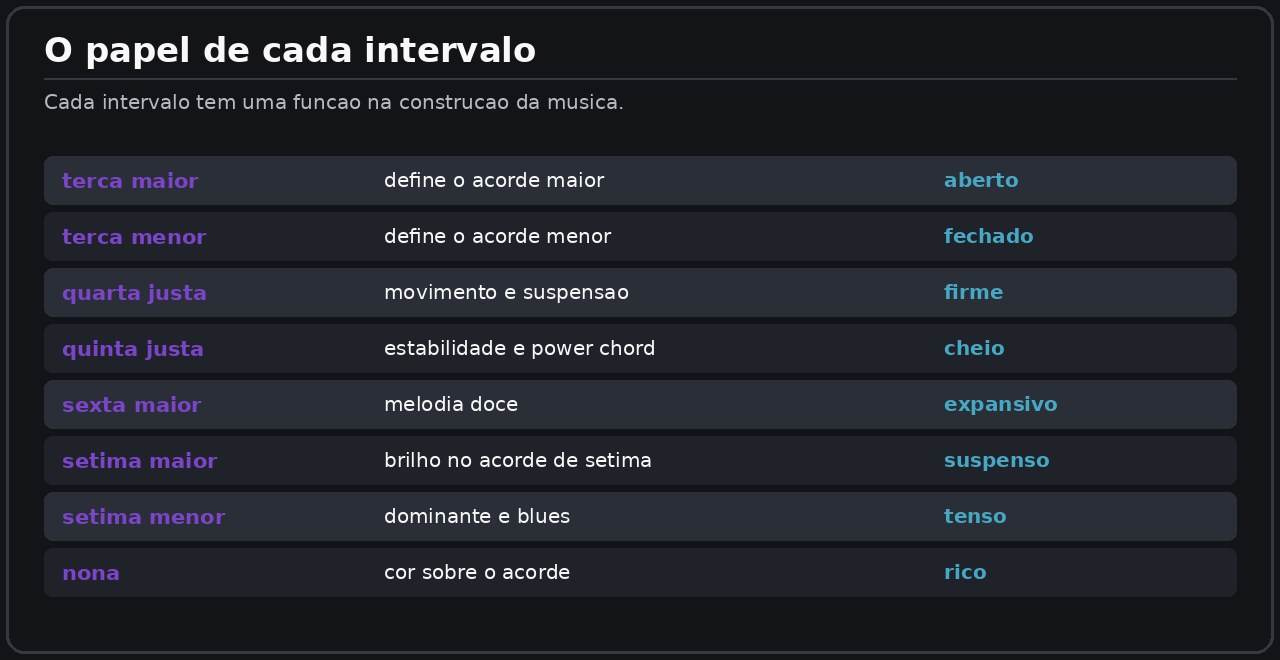 O papel de cada intervalo
Cada intervalo tem uma funcao na construcao da musica.
terca maior define o acorde maior aberto
terca menor define o acorde menor fechado
quarta justa movimento e suspensao firme
quinta justa estabilidade e power chord cheio
sexta maior melodia doce expansivo
setima maior brilho no acorde de setima suspenso
setima menor dominante e blues tenso
nona cor sobre o acorde rico